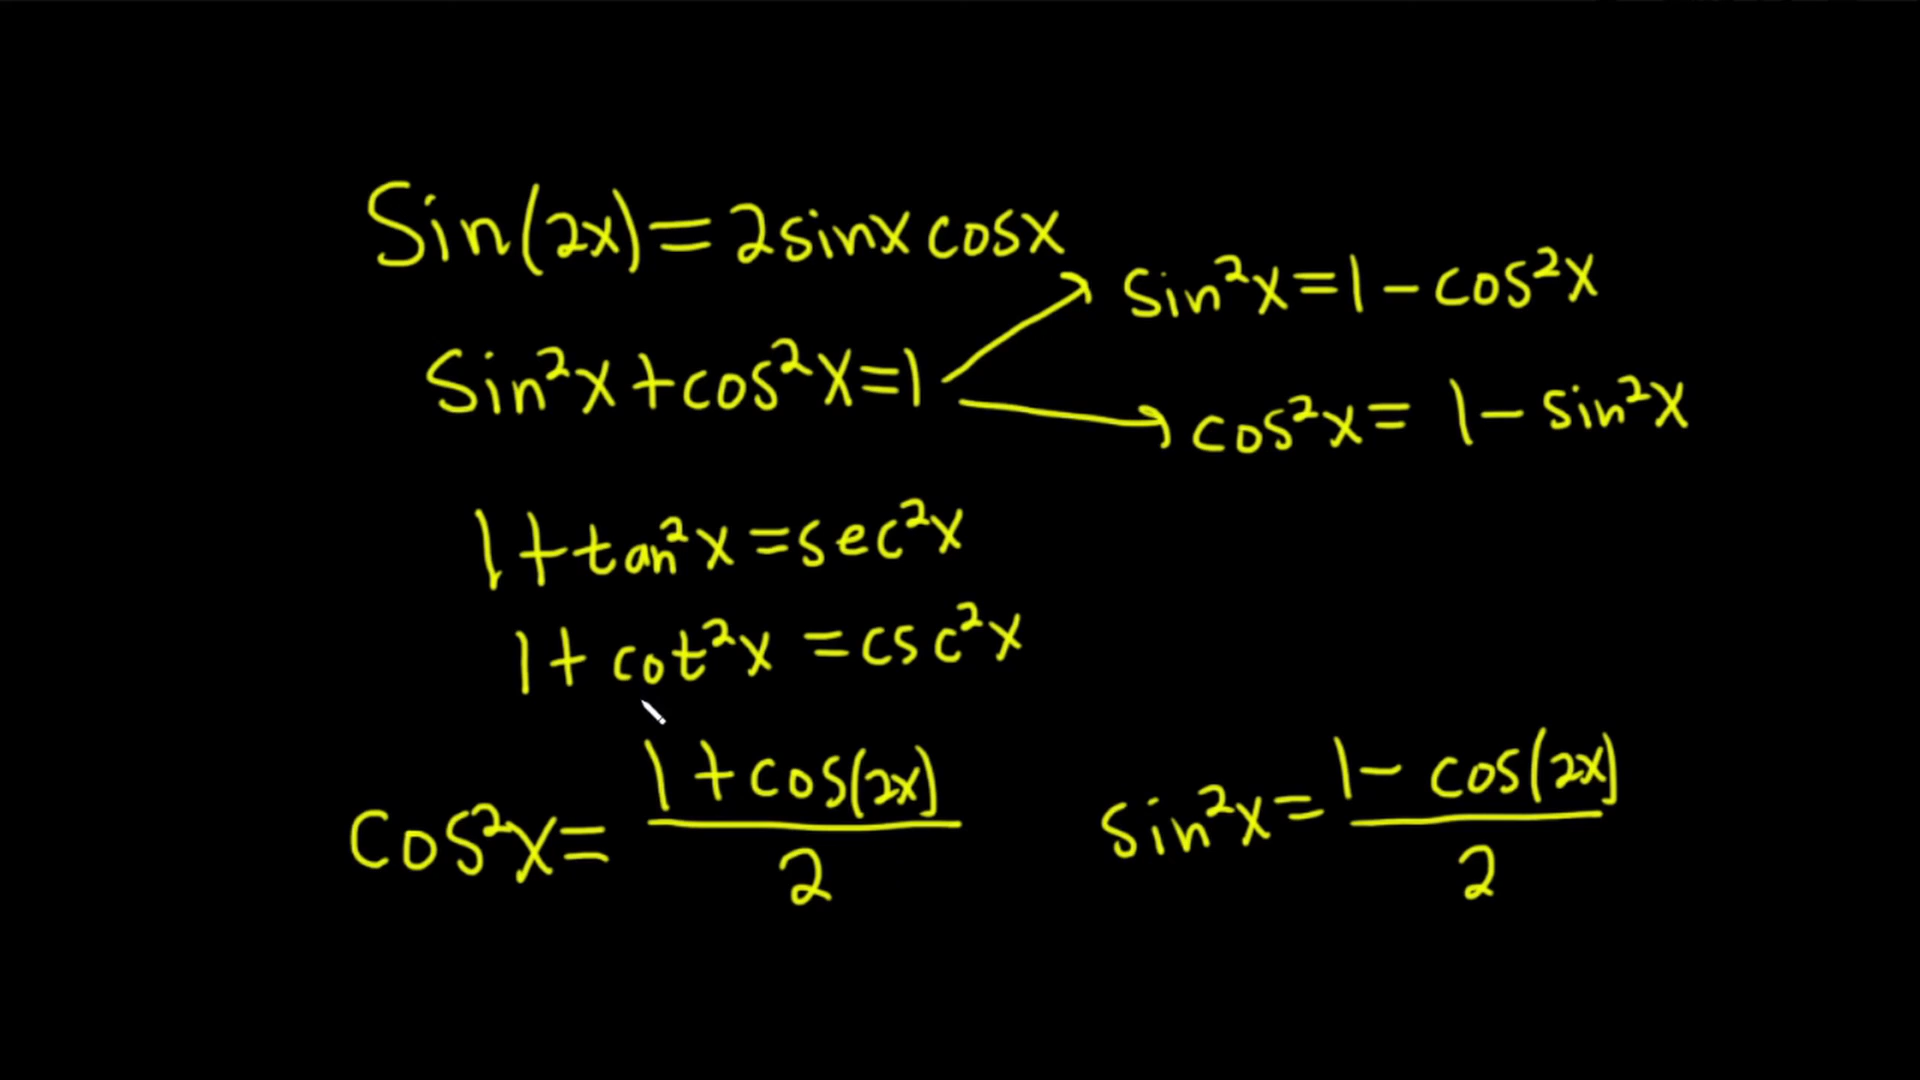 Sin(2x)=2sinx cosx
sin²x=1-cos²x
Sin²x+cos²x=1
cos²x= 1-sin²x
1+tan²x=sec²x
1+cot²x=csc²x
Cos²x= (1+cos(2x))/2
sin²x= (1-cos(2x))/2